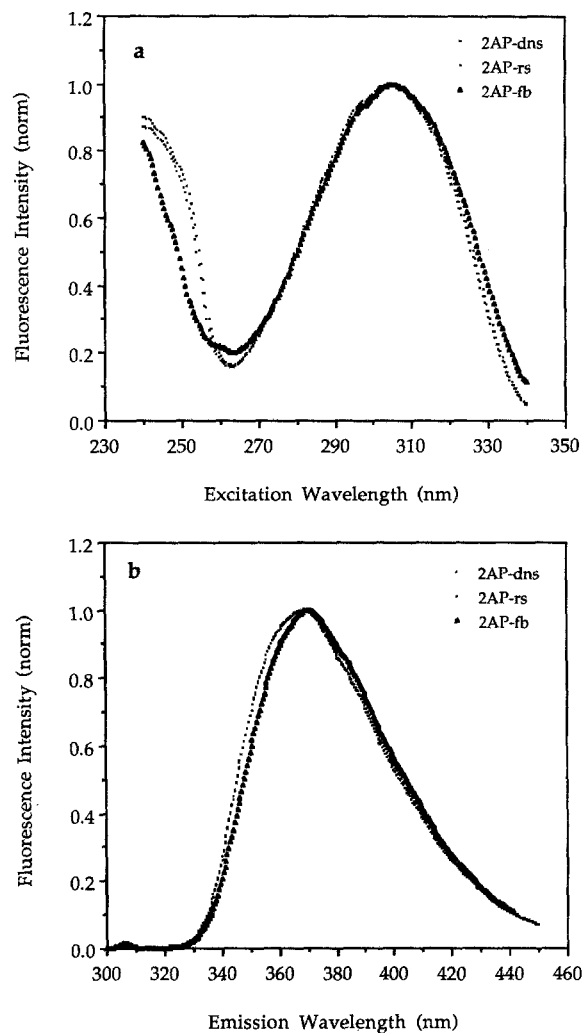 a
2AP-dns
2AP-rs
2AP-fb
Fluorescence Intensity (norm)
1.2
1.0
0.8
0.6
0.4
0.2
0.0
230 250 270 290 310 330 350
Excitation Wavelength (nm)
b
2AP-dns
2AP-rs
2AP-fb
Fluorescence Intensity (norm)
1.2
1.0
0.8
0.6
0.4
0.2
0.0
300 320 340 360 380 400 420 440 460
Emission Wavelength (nm)